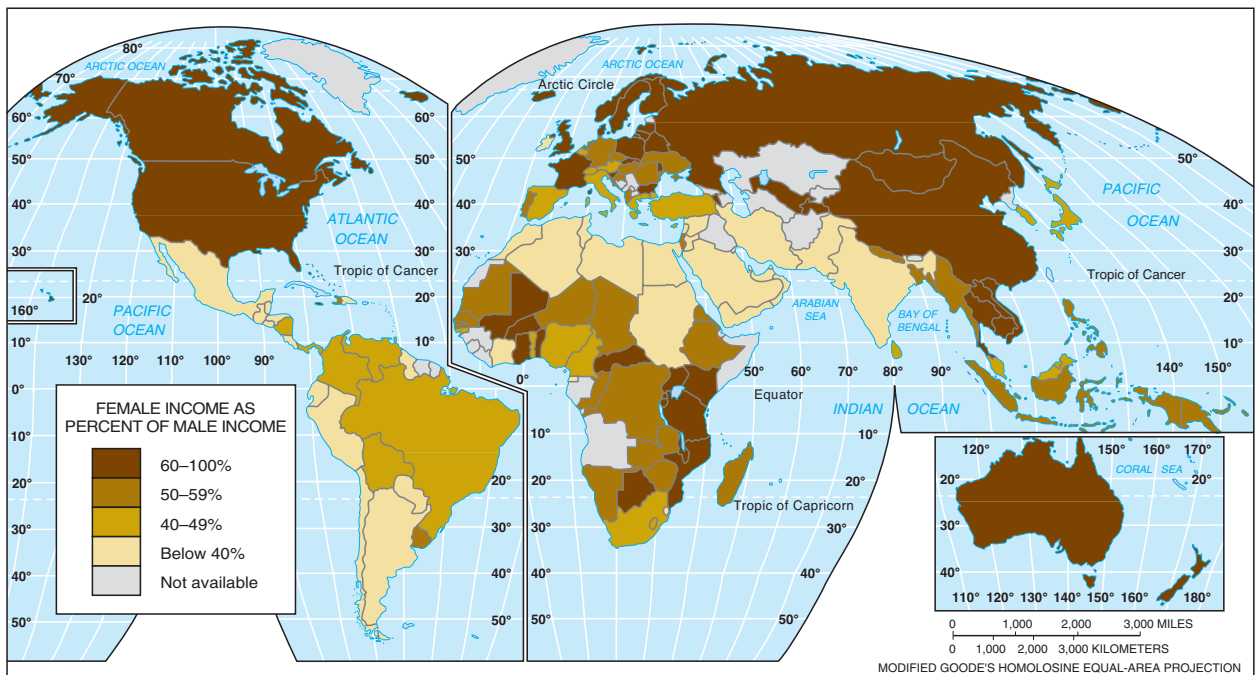 80°
ARCTIC OCEAN
70°
60°
50°
40°
30°
ATLANTIC
OCEAN
Tropic of Cancer
160°
20°
PACIFIC
OCEAN
20°
10°
130° 120° 110° 100° 90°
0°
10°
20°
30°
40°
50°
20°
30°
40°
50°
FEMALE INCOME AS
PERCENT OF MALE INCOME
60–100%
50–59%
40–49%
Below 40%
Not available
ARCTIC OCEAN
Arctic Circle
60°
50°
40°
30°
20°
10°
0°
10°
20°
30°
40°
50°
50°
PACIFIC
OCEAN
40°
30°
Tropic of Cancer
20°
10°
ARABIAN
SEA
BAY OF
BENGAL
50° 60° 70° 80° 90°
140° 150°
0°
Equator
INDIAN OCEAN
10°
20°
Tropic of Capricorn
30°
40°
50°
120°
150° 160° 170°
CORAL SEA
20°
20°
30°
40°
40°
110° 120° 130° 140° 150° 160° 180°
0 1,000 2,000 3,000 MILES
0 1,000 2,000 3,000 KILOMETERS
MODIFIED GOODE'S HOMOLOSINE EQUAL-AREA PROJECTION